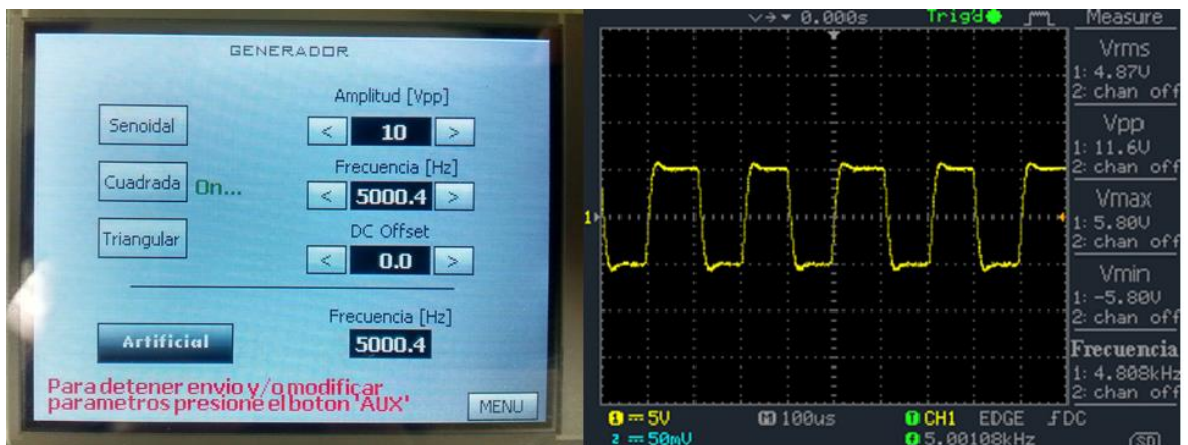 GENERADOR
Amplitud [Vpp]
Senoidal
< 10 >
Frecuencia [Hz]
Cuadrada On...
< 5000.4 >
DC Offset
Triangular
< 0.0 >
Frecuencia [Hz]
Artificial
5000.4
Para detener envio y/o modificar
parametros presione el boton 'AUX'
MENU
0.000s Trig'd Measure
Vrms
1: 4.87V
2: chan off
Vpp
1: 11.6V
2: chan off
Vmax
1: 5.80V
2: chan off
1
Vmin
1: -5.80V
2: chan off
Frecuencia
1: 4.808kHz
2: chan off
1 5V M 100us CH1 EDGE DC
2 50mV 5.00108kHz SD